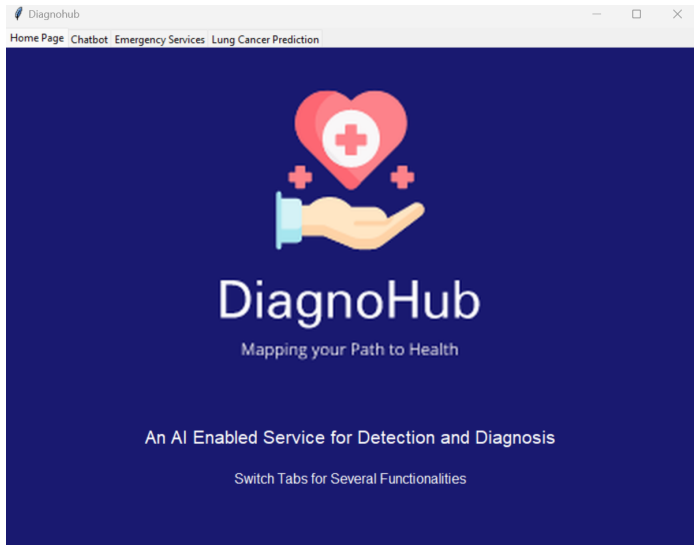 Diagnohub
Home Page Chatbot Emergency Services Lung Cancer Prediction
DiagnoHub
Mapping your Path to Health
An AI Enabled Service for Detection and Diagnosis
Switch Tabs for Several Functionalities